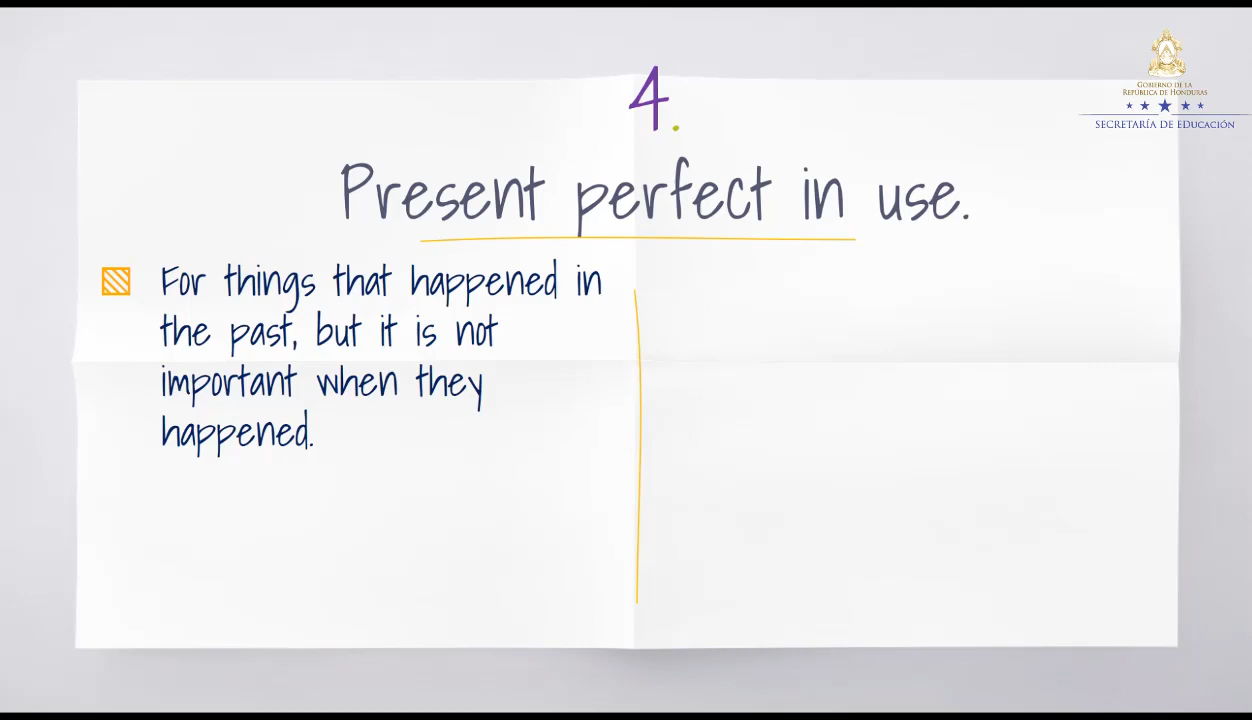 4.
GOBIERNO DE LA
REPÚBLICA DE HONDURAS
SECRETARÍA DE EDUCACIÓN
Present perfect in use.
For things that happened in
the past, but it is not
important when they
happened.